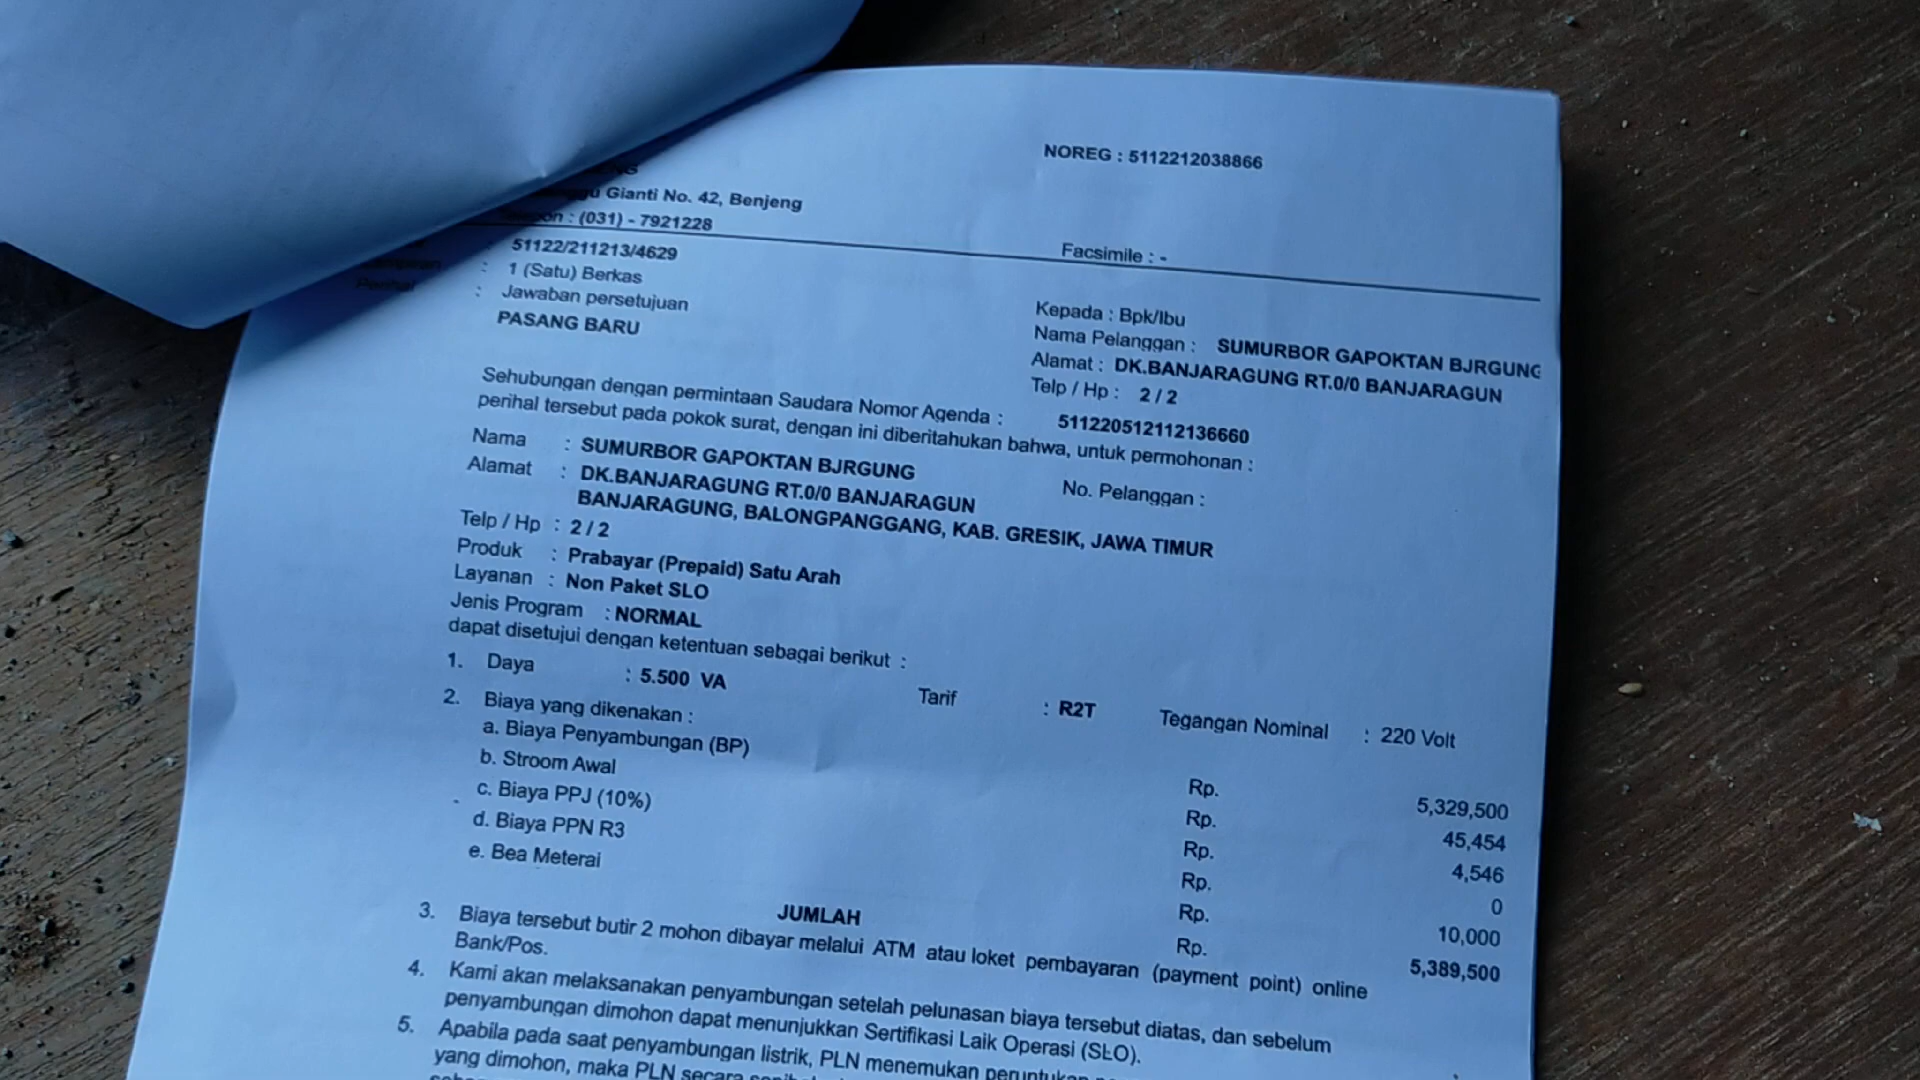 NOREG : 5112212038866
Gianti No. 42, Benjeng
: (031) - 7921228
Facsimile : -
: 51122/211213/4629
: 1 (Satu) Berkas
Perihal : Jawaban persetujuan
PASANG BARU
Kepada : Bpk/Ibu
Nama Pelanggan : SUMURBOR GAPOKTAN BJRGUNG
Alamat : DK.BANJARAGUNG RT.0/0 BANJARAGUN
Telp / Hp : 2 / 2
Sehubungan dengan permintaan Saudara Nomor Agenda : 511220512112136660
perihal tersebut pada pokok surat, dengan ini diberitahukan bahwa, untuk permohonan :
Nama : SUMURBOR GAPOKTAN BJRGUNG No. Pelanggan :
Alamat : DK.BANJARAGUNG RT.0/0 BANJARAGUN
BANJARAGUNG, BALONGPANGGANG, KAB. GRESIK, JAWA TIMUR
Telp / Hp : 2 / 2
Produk : Prabayar (Prepaid) Satu Arah
Layanan : Non Paket SLO
Jenis Program : NORMAL
dapat disetujui dengan ketentuan sebagai berikut :
1. Daya : 5.500 VA Tarif : R2T Tegangan Nominal : 220 Volt
2. Biaya yang dikenakan :
a. Biaya Penyambungan (BP) Rp. 5,329,500
b. Stroom Awal Rp. 45,454
c. Biaya PPJ (10%) Rp. 4,546
d. Biaya PPN R3 Rp. 0
e. Bea Meterai Rp. 10,000
JUMLAH Rp. 5,389,500
3. Biaya tersebut butir 2 mohon dibayar melalui ATM atau loket pembayaran (payment point) online
Bank/Pos.
4. Kami akan melaksanakan penyambungan setelah pelunasan biaya tersebut diatas, dan sebelum
penyambungan dimohon dapat menunjukkan Sertifikasi Laik Operasi (SLO).
5. Apabila pada saat penyambungan listrik, PLN menemukan peruntukan
yang dimohon, maka PLN secara